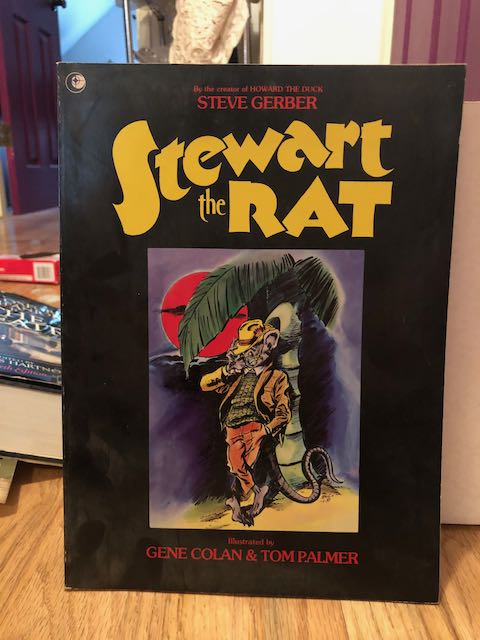 By the creator of HOWARD THE DUCK
STEVE GERBER
Stewart
the RAT
Illustrated by
GENE COLAN & TOM PALMER